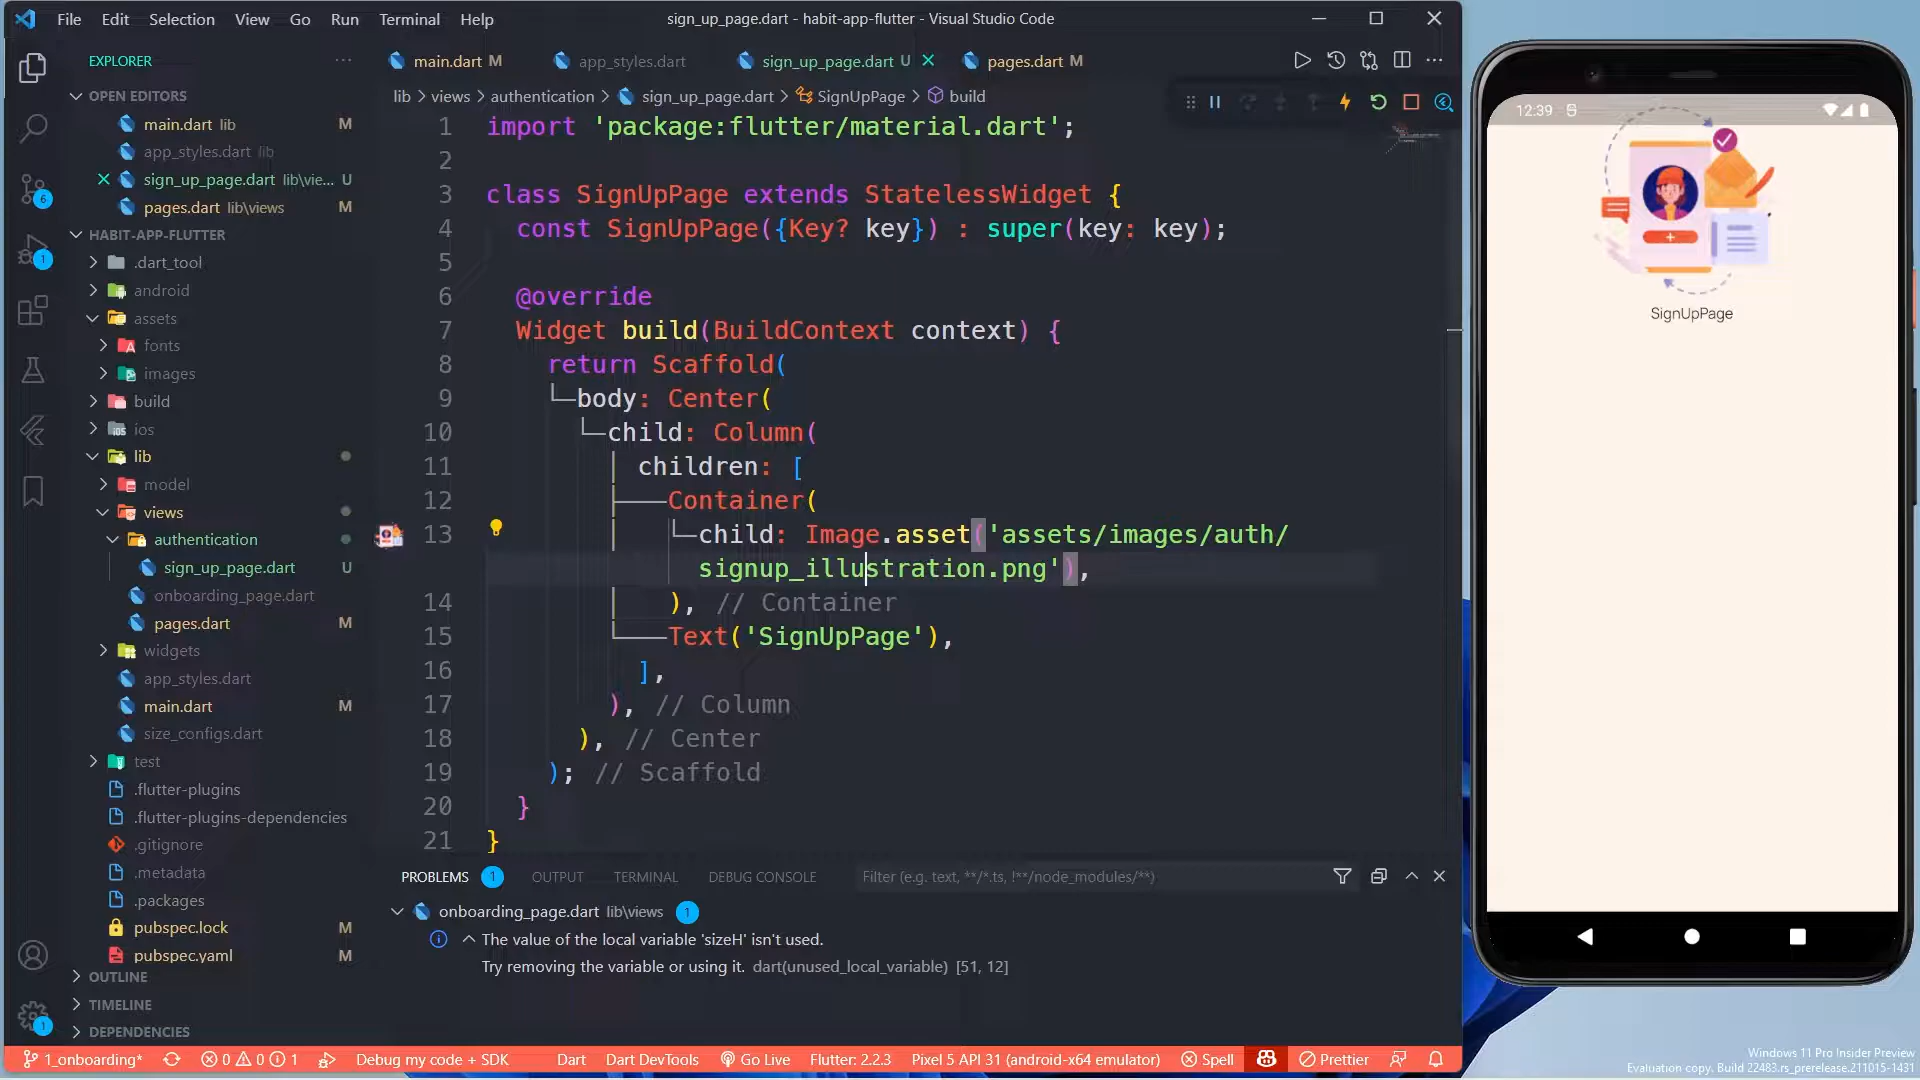 File Edit Selection View Go Run Terminal Help
sign_up_page.dart - habit-app-flutter - Visual Studio Code
EXPLORER
OPEN EDITORS
main.dart lib M
app_styles.dart lib
sign_up_page.dart lib\vie... U
pages.dart lib\views M
HABIT-APP-FLUTTER
.dart_tool
android
assets
fonts
images
build
ios
lib
model
views
authentication
sign_up_page.dart U
onboarding_page.dart
pages.dart M
widgets
app_styles.dart
main.dart M
size_configs.dart
test
.flutter-plugins
.flutter-plugins-dependencies
.gitignore
.metadata
.packages
pubspec.lock M
pubspec.yaml M
OUTLINE
TIMELINE
DEPENDENCIES
6
1
1
main.dart M app_styles.dart sign_up_page.dart U pages.dart M
lib > views > authentication > sign_up_page.dart > SignUpPage > build
1 import 'package:flutter/material.dart';
2
3 class SignUpPage extends StatelessWidget {
4 const SignUpPage({Key? key}) : super(key: key);
5
6 @override
7 Widget build(BuildContext context) {
8 return Scaffold(
9 body: Center(
10 child: Column(
11 children: [
12 Container(
13 child: Image.asset('assets/images/auth/
signup_illustration.png'),
14 ), // Container
15 Text('SignUpPage'),
16 ],
17 ), // Column
18 ), // Center
19 ); // Scaffold
20 }
21 }
PROBLEMS 1 OUTPUT TERMINAL DEBUG CONSOLE Filter (e.g. text, **/*.ts, !**/node_modules/**)
onboarding_page.dart lib\views 1
The value of the local variable 'sizeH' isn't used.
Try removing the variable or using it. dart(unused_local_variable) [51, 12]
1_onboarding* 0 0 1 Debug my code + SDK Dart Dart DevTools Go Live Flutter: 2.2.3 Pixel 5 API 31 (android-x64 emulator) Spell Prettier
12:39
SignUpPage
Windows 11 Pro Insider Preview
Evaluation copy. Build 22483.rs_prerelease.211015-1431